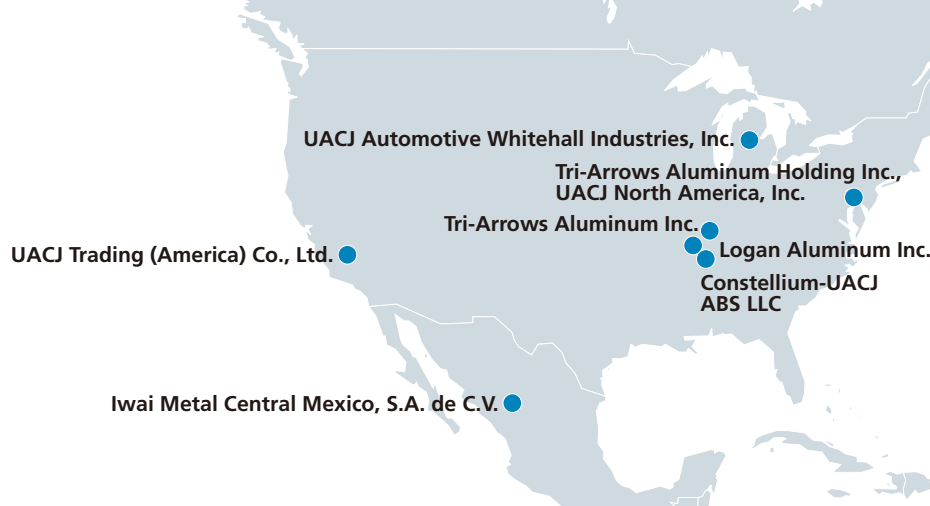 UACJ Automotive Whitehall Industries, Inc.
Tri-Arrows Aluminum Holding Inc.,
UACJ North America, Inc.
Tri-Arrows Aluminum Inc.
Logan Aluminum Inc.
UACJ Trading (America) Co., Ltd.
Constellium-UACJ
ABS LLC
Iwai Metal Central Mexico, S.A. de C.V.